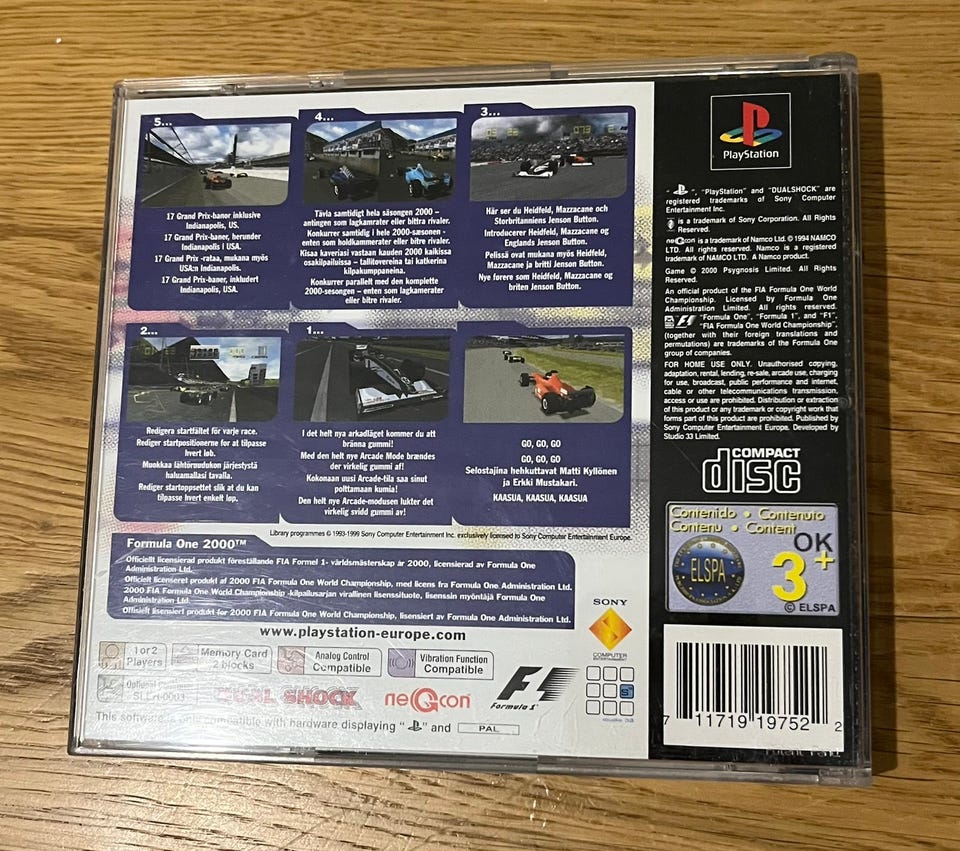 5...
17 Grand Prix-banor inklusive
Indianapolis, US.
17 Grand Prix-baner, herunder
Indianapolis i USA.
17 Grand Prix -rataa, mukana myös
USA:n Indianapolis.
17 Grand Prix-baner, inkludert
Indianapolis, USA.
4...
Tävla samtidigt hela säsongen 2000 –
antingen som lagkamrater eller bittra rivaler.
Konkurrer samtidig i hele 2000-sæsonen -
enten som holdkammerater eller bitre rivaler.
Kisaa kaveriasi vastaan kauden 2000 kaikissa
osakilpailuissa – tallitovereina tai katkerina
kilpakumppaneina.
Konkurrer parallelt med den komplette
2000-sesongen – enten som lagkamerater
eller bitre rivaler.
3...
Här ser du Heidfeld, Mazzacane och
Storbritanniens Jenson Button.
Introducerer Heidfeld, Mazzacane og
Englands Jenson Button.
Pelissä ovat mukana myös Heidfeld,
Mazzacane ja britti Jenson Button.
Nye førere som Heidfeld, Mazzacane og
briten Jenson Button.
2...
Redigera startfältet för varje race.
Rediger startpositionerne for at tilpasse
hvert løb.
Muokkaa lähtöruudukon järjestystä
haluamallasi tavalla.
Rediger startoppsettet slik at du kan
tilpasse hvert enkelt løp.
1...
I det helt nya arkadläget kommer du att
bränna gummi!
Med den helt nye Arcade Mode brændes
der virkelig gummi af!
Kokonaan uusi Arcade-tila saa sinut
polttamaan kumia!
Den helt nye Arcade-modusen lukter det
virkelig svidd gummi av!
GO, GO, GO
GO, GO, GO
Selostajina hehkuttavat Matti Kyllönen
ja Erkki Mustakari.
KAASUA, KAASUA, KAASUA
Library programmes © 1993-1999 Sony Computer Entertainment Inc. exclusively licensed to Sony Computer Entertainment Europe.
Formula One 2000™
Officiellt licensierad produkt föreställande FIA Formel 1- världsmästerskap år 2000, licensierad av Formula One
Administration Ltd.
Officielt licenseret produkt af 2000 FIA Formula One World Championship, med licens fra Formula One Administration Ltd.
2000 FIA Formula One World Championship -kilpailusarjan virallinen lisenssituote, lisenssin myöntäjä Formula One
Administration Ltd.
Offisielt lisensiert produkt for 2000 FIA Formula One World Championship, lisensiert av Formula One Administration Ltd.
www.playstation-europe.com
1 or 2
Players
Memory Card
2 blocks
Analog Control
Compatible
Vibration Function
Compatible
SLEH-0003
DUAL SHOCK
neGcon
F1
Formula 1
This software is only compatible with hardware displaying " " and PAL
SONY
COMPUTER
ENTERTAINMENT
PlayStation
" ", "PlayStation" and "DUALSHOCK" are
registered trademarks of Sony Computer
Entertainment Inc.
is a trademark of Sony Corporation. All Rights
Reserved.
neGcon is a trademark of Namco Ltd. © 1994 NAMCO
LTD. All rights reserved. Namco is a registered
trademark of NAMCO LTD. A Namco product.
Game © 2000 Psygnosis Limited. All Rights
Reserved.
An official product of the FIA Formula One World
Championship. Licensed by Formula One
Administration Limited. All rights reserved.
F1 "Formula One", "Formula 1", and "F1",
"FIA Formula One World Championship",
(together with their foreign translations and
permutations) are trademarks of the Formula One
group of companies.
FOR HOME USE ONLY. Unauthorised copying,
adaptation, rental, lending, re-sale, arcade use, charging
for use, broadcast, public performance and internet,
cable or other telecommunications transmission,
access or use are prohibited. Distribution or extraction
of this product or any trademark or copyright work that
forms part of this product are prohibited. Published by
Sony Computer Entertainment Europe. Developed by
Studio 33 Limited.
COMPACT
disc
Contenido • Contenuto
Contenu • Content
ELSPA
OK
3+
© ELSPA
7 11719 19752 2